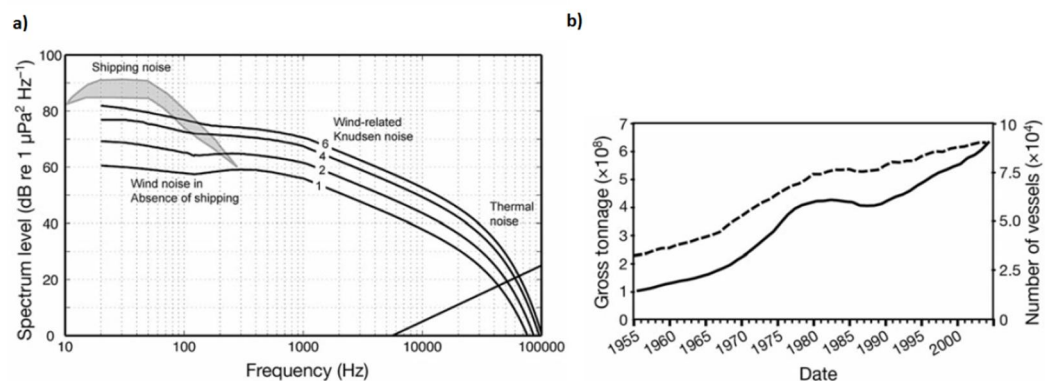 a)
Spectrum level (dB re 1 µPa² Hz⁻¹)
100
80
60
40
20
0
Shipping noise
Wind-related
Knudsen noise
6
4
2
1
Wind noise in
Absence of shipping
Thermal
noise
10
100
1000
10000
100000
Frequency (Hz)
b)
Gross tonnage (×10⁸)
7
6
5
4
3
2
1
0
10
7.5
5
2.5
0
Number of vessels (×10⁴)
1955
1960
1965
1970
1975
1980
1985
1990
1995
2000
Date